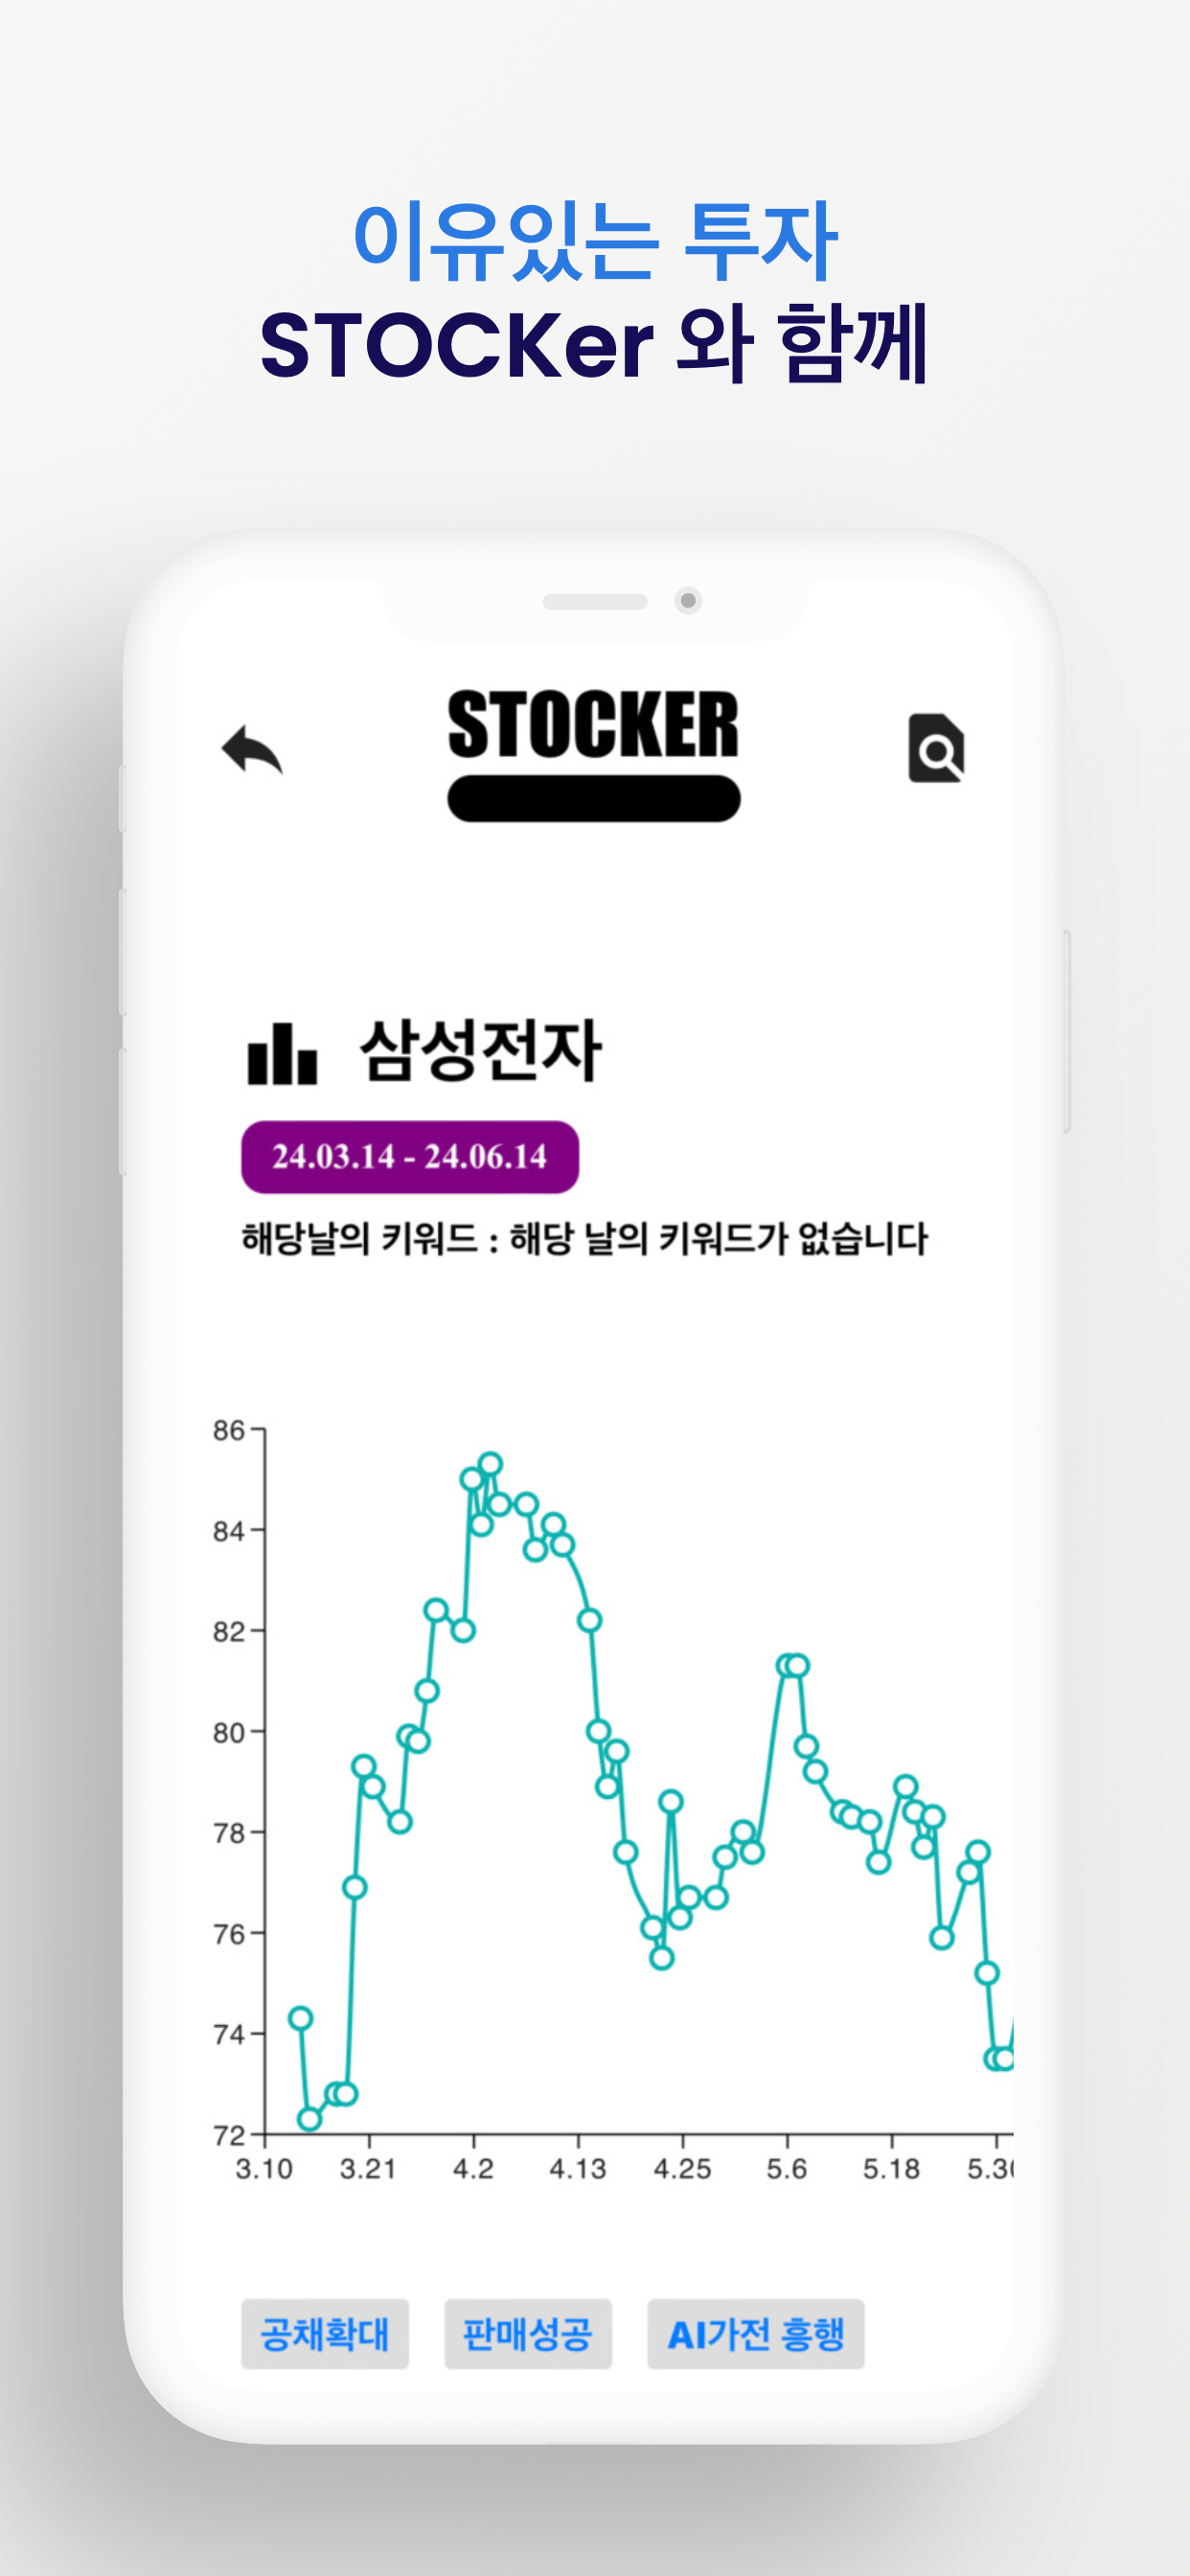 이유있는 투자
STOCKer 와 함께
STOCKER
삼성전자
24.03.14 - 24.06.14
해당날의 키워드 : 해당 날의 키워드가 없습니다
86
84
82
80
78
76
74
72
3.10 3.21 4.2 4.13 4.25 5.6 5.18 5.30
공채확대 판매성공 AI가전 흥행